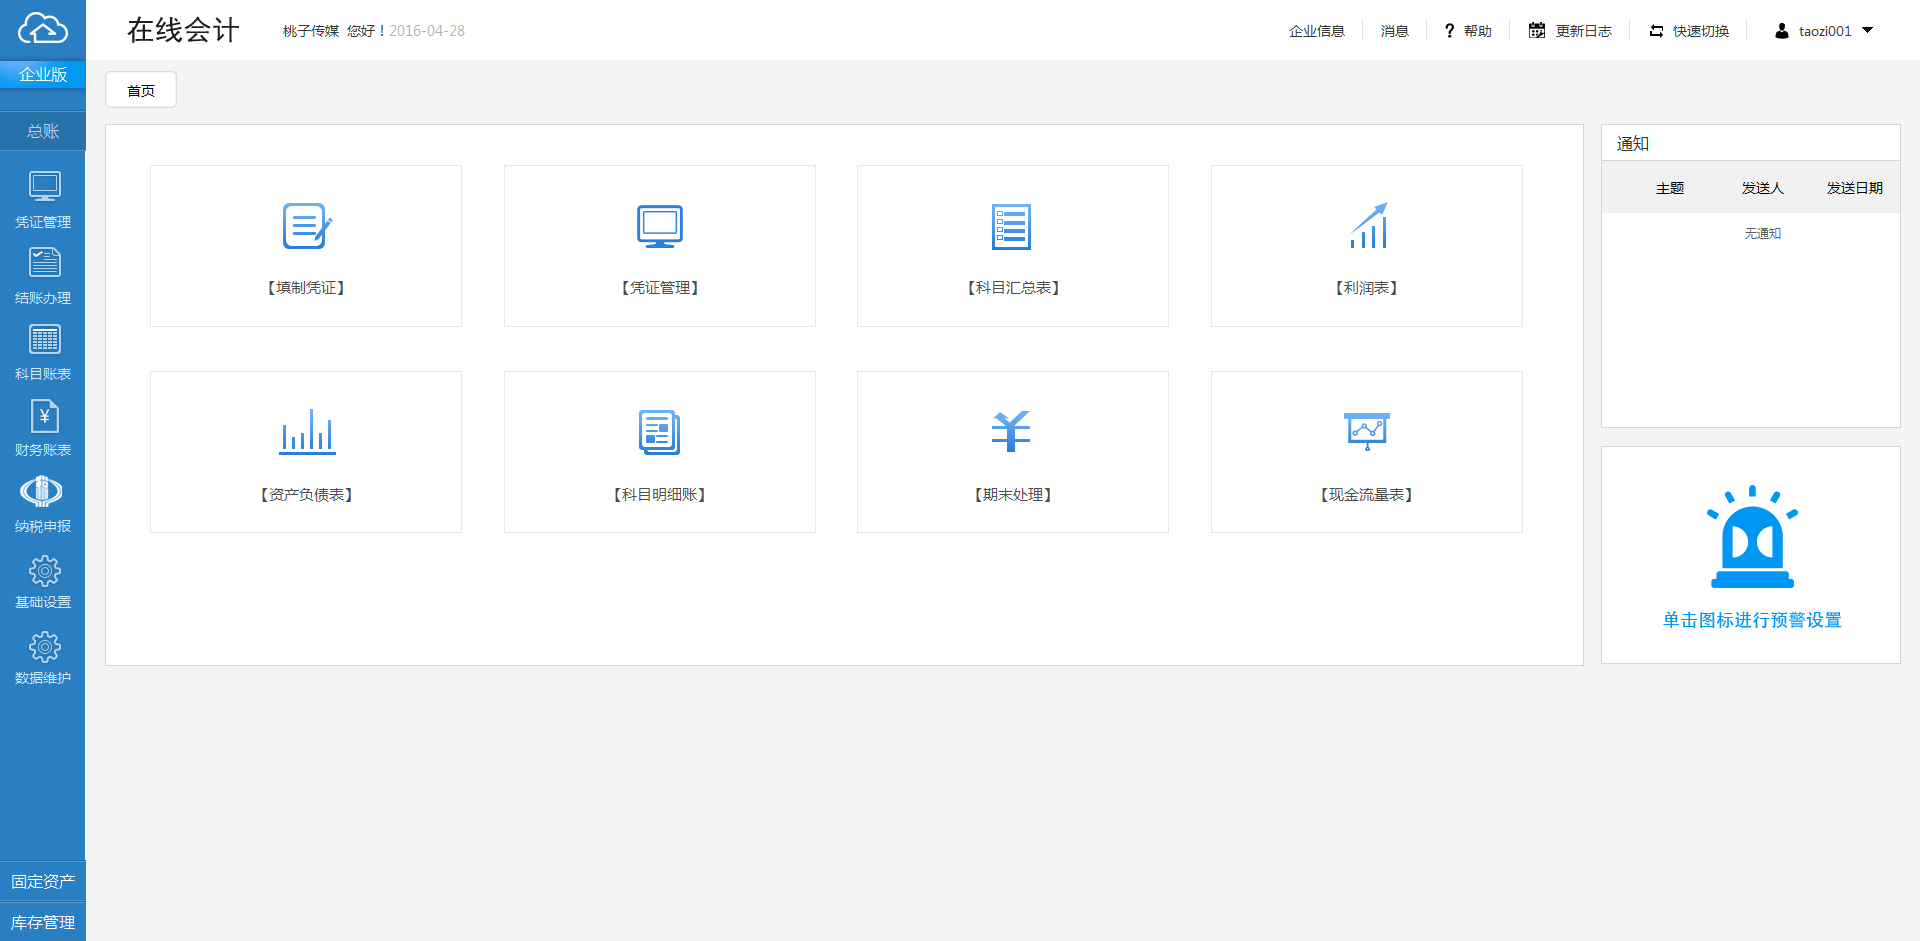 在线会计 桃子传媒 您好！2016-04-28 企业信息 消息 ? 帮助 更新日志 快速切换 taozi001
企业版
首页
总账
凭证管理
结账办理
科目账表
¥
财务账表
纳税申报
基础设置
数据维护
固定资产
库存管理
【填制凭证】 【凭证管理】 【科目汇总表】 【利润表】
【资产负债表】 【科目明细账】 【期末处理】 【现金流量表】
通知
主题 发送人 发送日期
无通知
单击图标进行预警设置